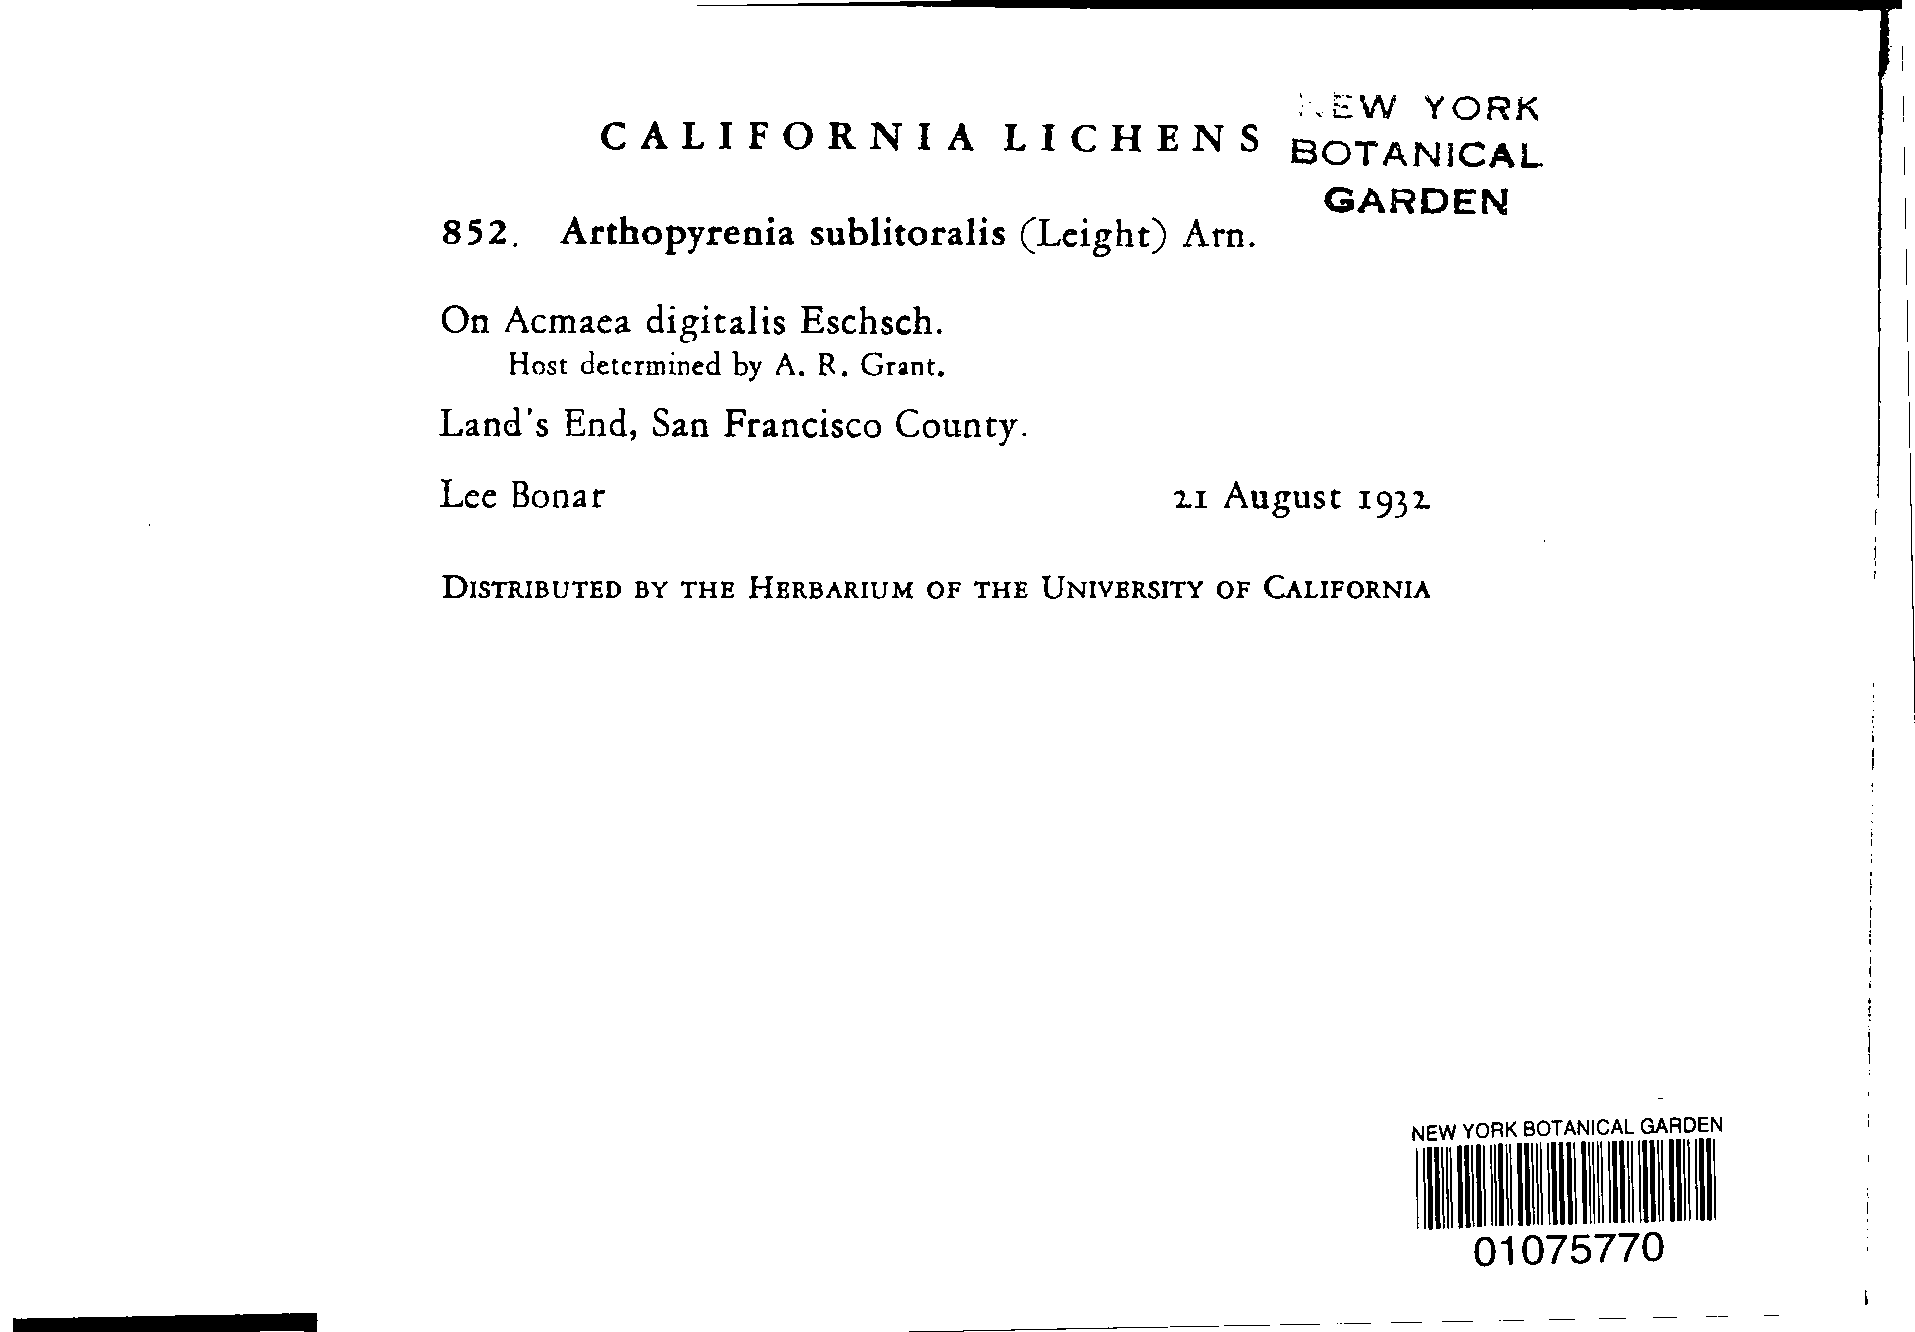 CALIFORNIA LICHENS
NEW YORK
BOTANICAL
GARDEN
852. Arthopyrenia sublitoralis (Leight) Arn.
On Acmaea digitalis Eschsch.
Host determined by A. R. Grant.
Land's End, San Francisco County.
Lee Bonar 21 August 1932
DISTRIBUTED BY THE HERBARIUM OF THE UNIVERSITY OF CALIFORNIA
NEW YORK BOTANICAL GARDEN
01075770